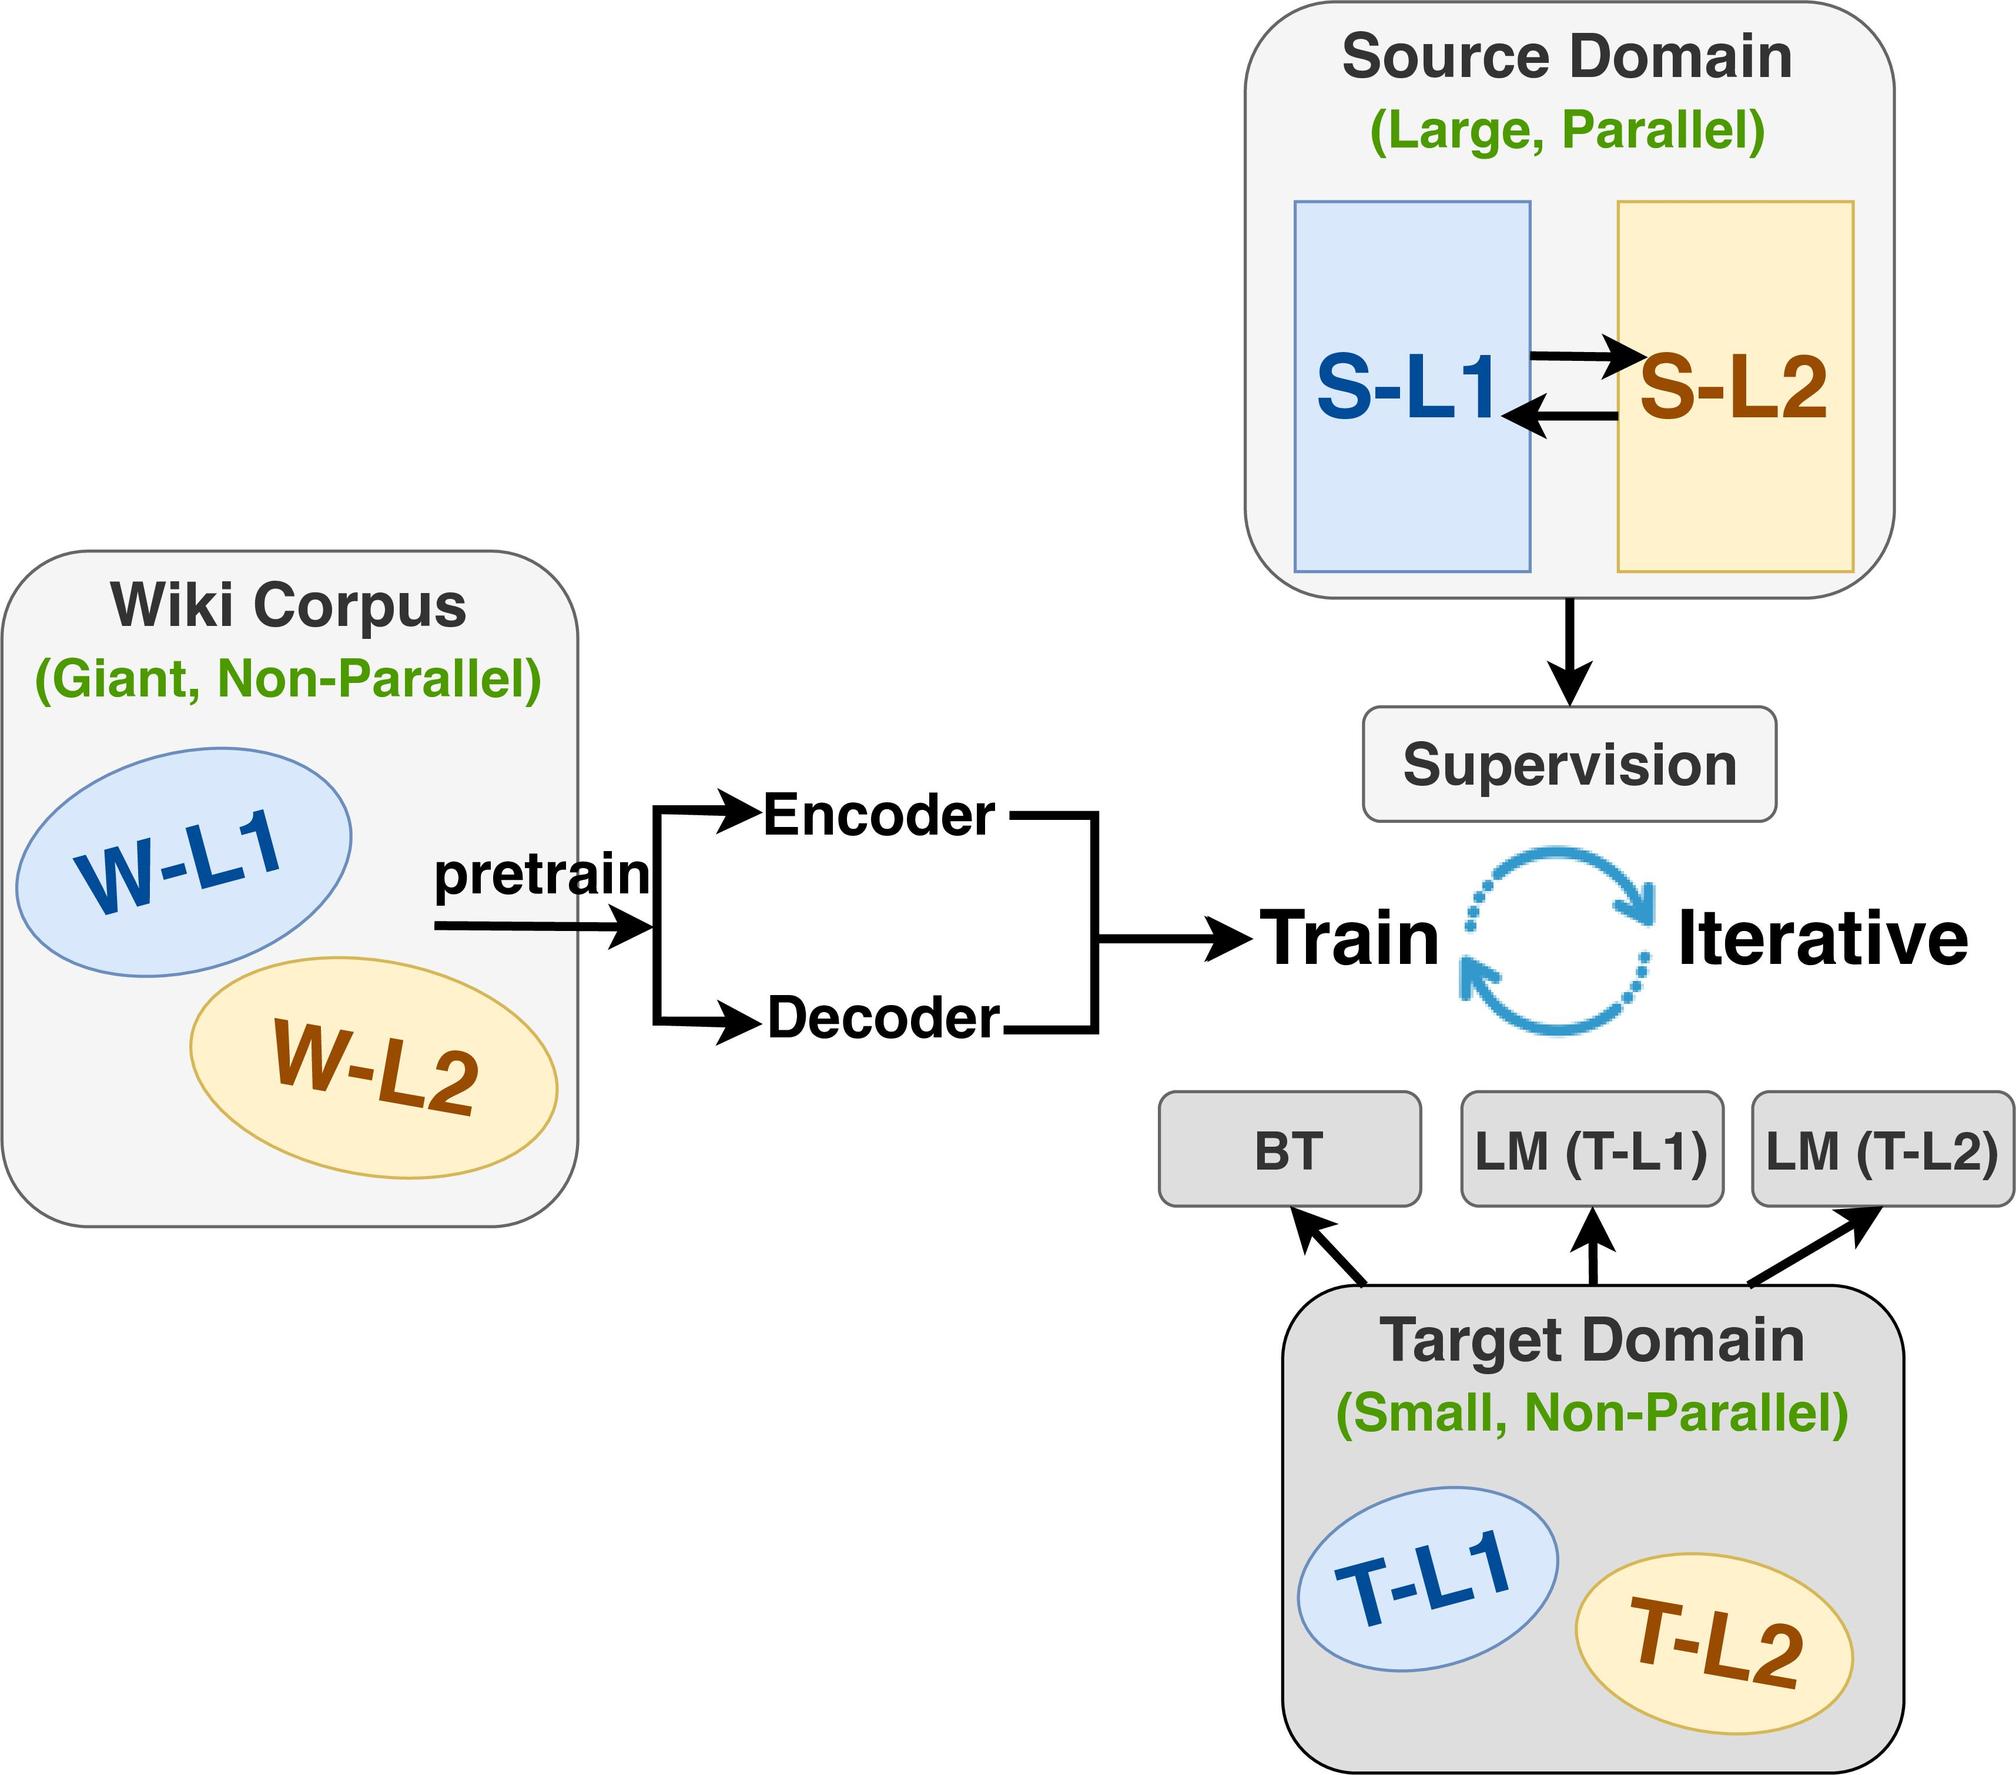 Source Domain
(Large, Parallel)
S-L1
S-L2
Supervision
Wiki Corpus
(Giant, Non-Parallel)
W-L1
W-L2
pretrain
Encoder
Decoder
Train
Iterative
BT
LM (T-L1)
LM (T-L2)
Target Domain
(Small, Non-Parallel)
T-L1
T-L2